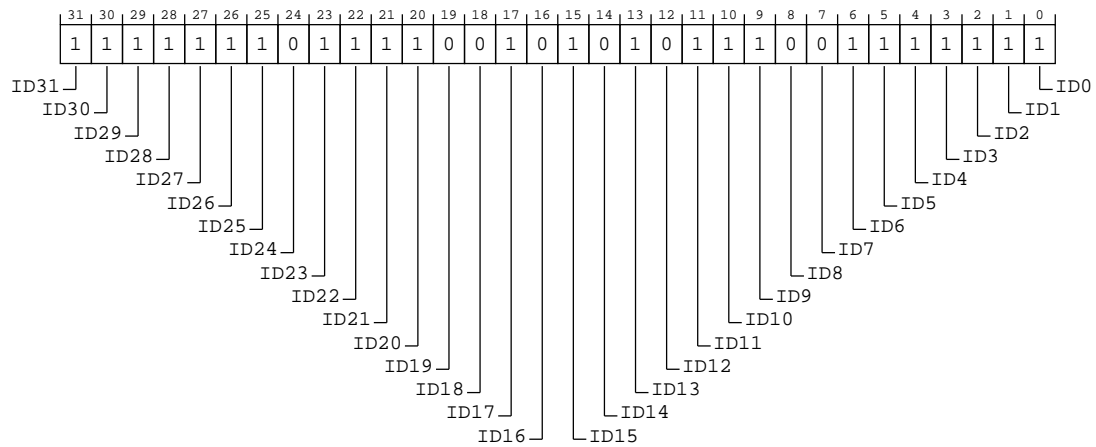 31 30 29 28 27 26 25 24 23 22 21 20 19 18 17 16 15 14 13 12 11 10 9 8 7 6 5 4 3 2 1 0
1 1 1 1 1 1 1 0 1 1 1 1 0 0 1 0 1 0 1 0 1 1 1 0 0 1 1 1 1 1 1 1
ID31 ID0
ID30 ID1
ID29 ID2
ID28 ID3
ID27 ID4
ID26 ID5
ID25 ID6
ID24 ID7
ID23 ID8
ID22 ID9
ID21 ID10
ID20 ID11
ID19 ID12
ID18 ID13
ID17 ID14
ID16 ID15